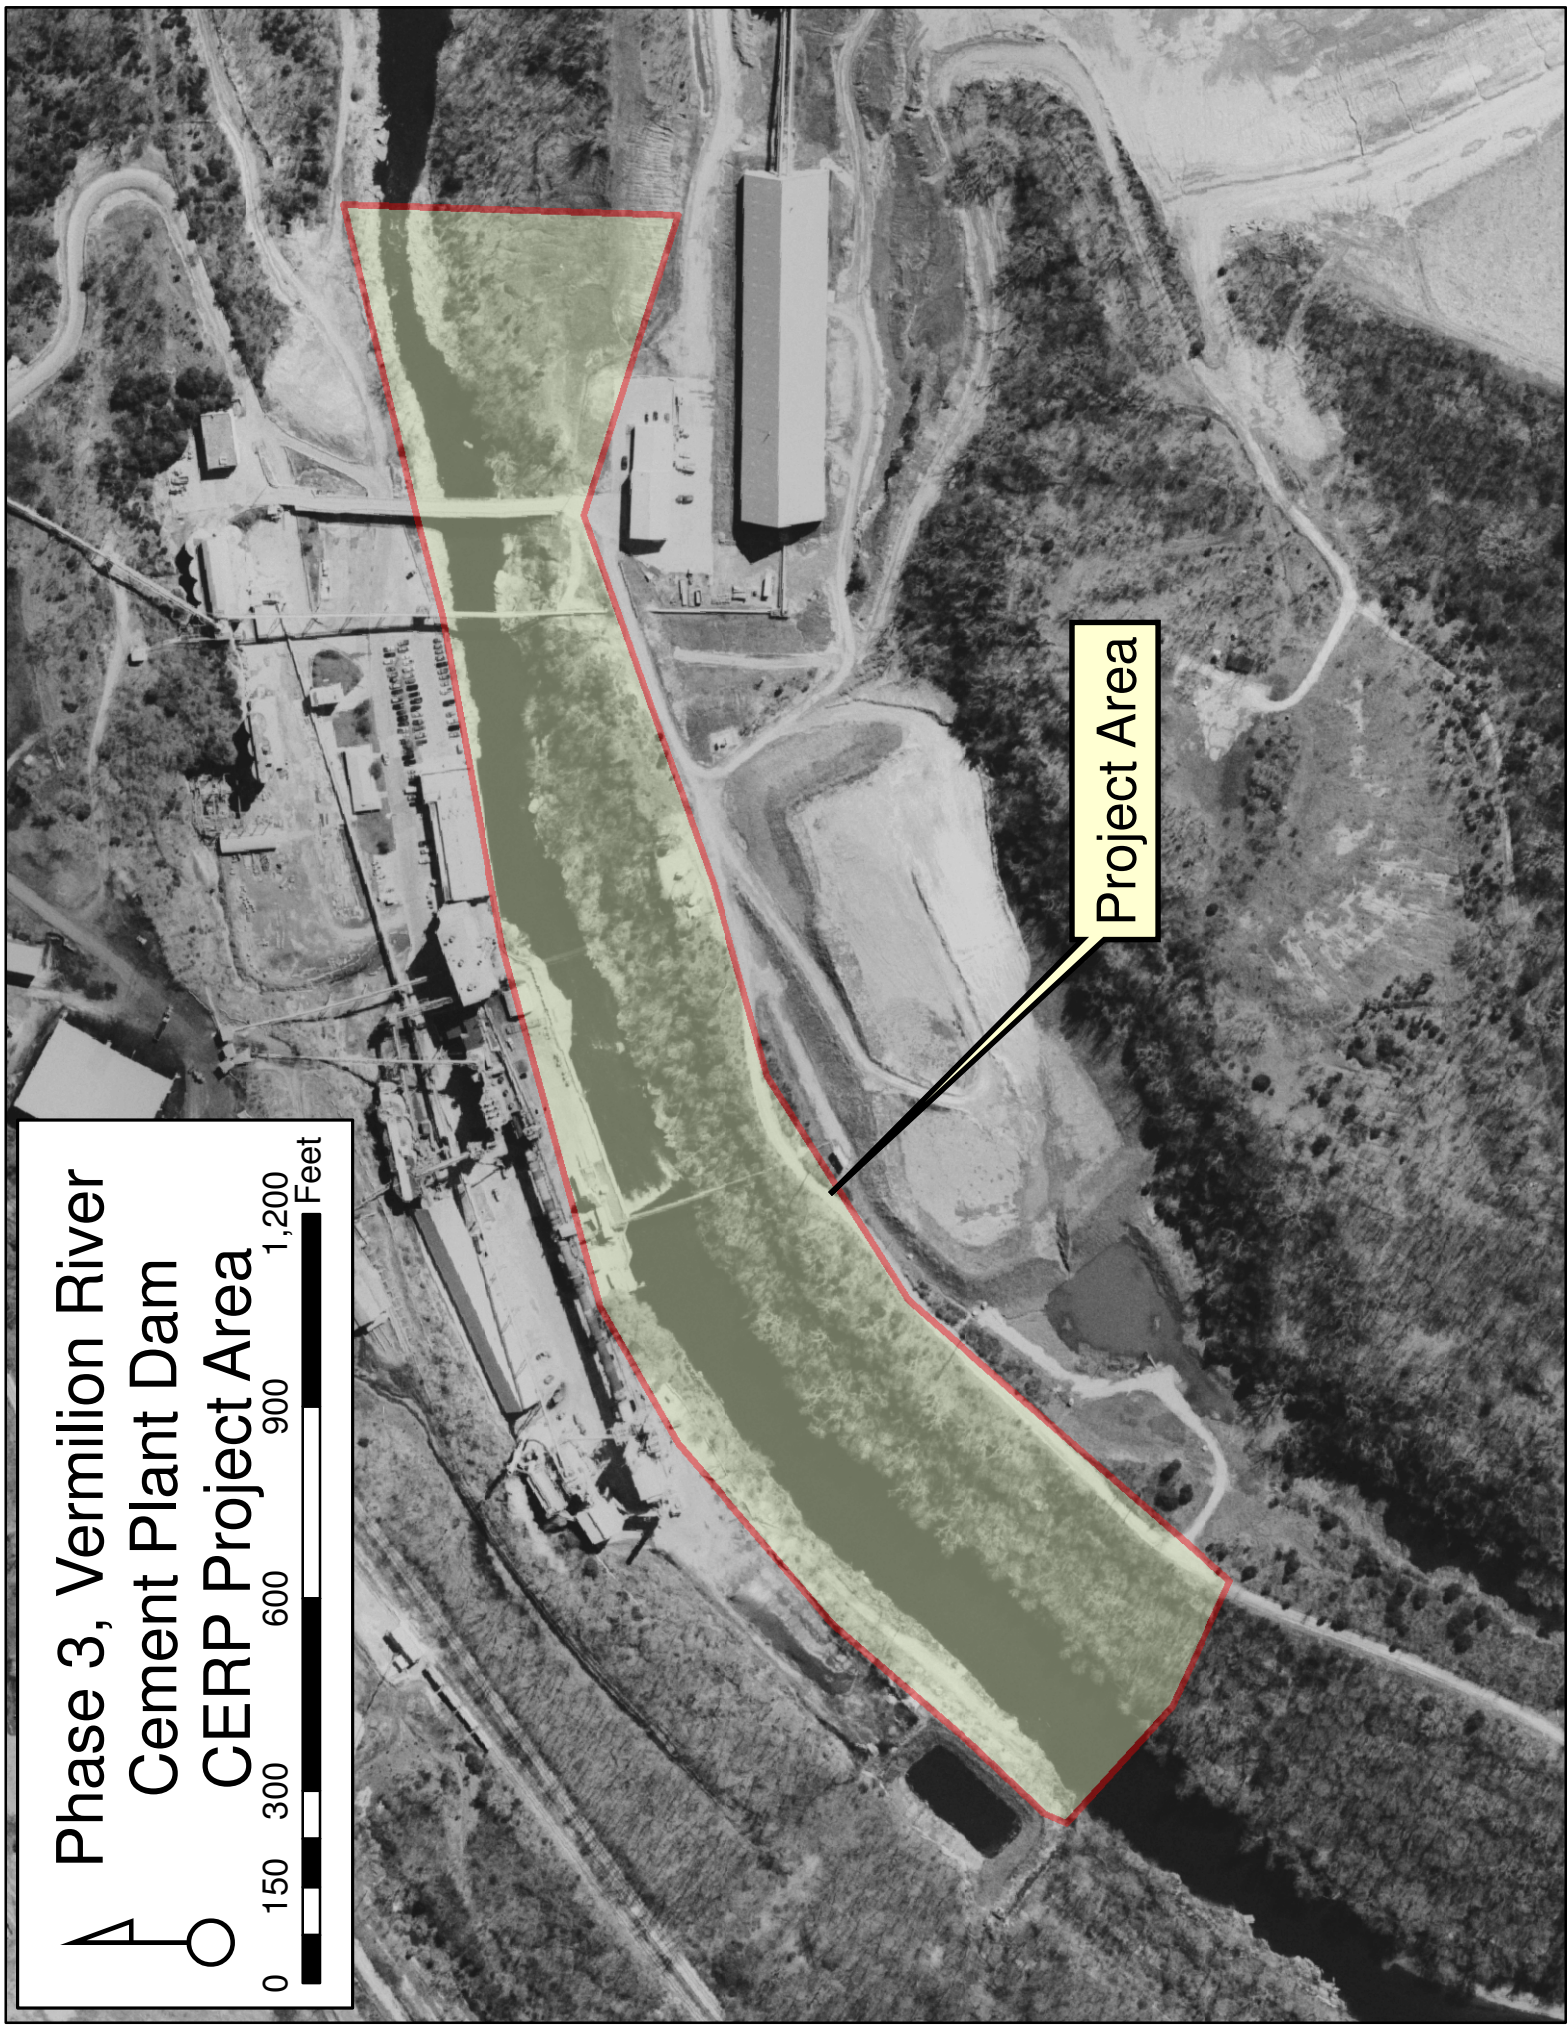 Phase 3, Vermilion River
Cement Plant Dam
CERP Project Area
0 150 300 600 900 1,200
Feet
Project Area